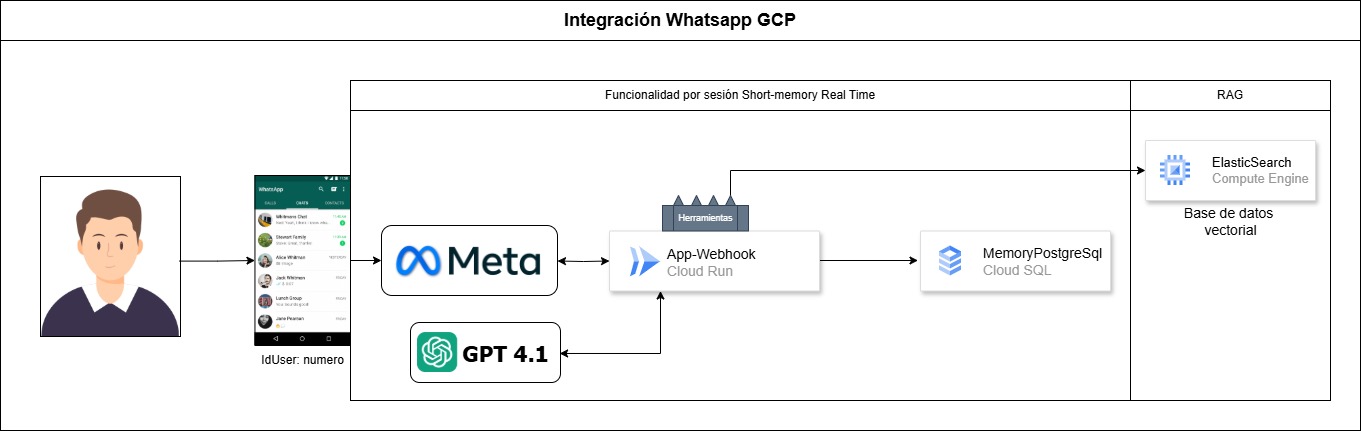 Integración Whatsapp GCP
Funcionalidad por sesión Short-memory Real Time
RAG
ElasticSearch
Compute Engine
Base de datos
vectorial
WhatsApp
CALLS CHATS CONTACTS
Whitmans Chat
Stewart Family
Alice Whitman
Jack Whitman
Lunch Group
Jane Pearson
IdUser: numero
Meta
Herramientas
App-Webhook
Cloud Run
MemoryPostgreSql
Cloud SQL
GPT 4.1